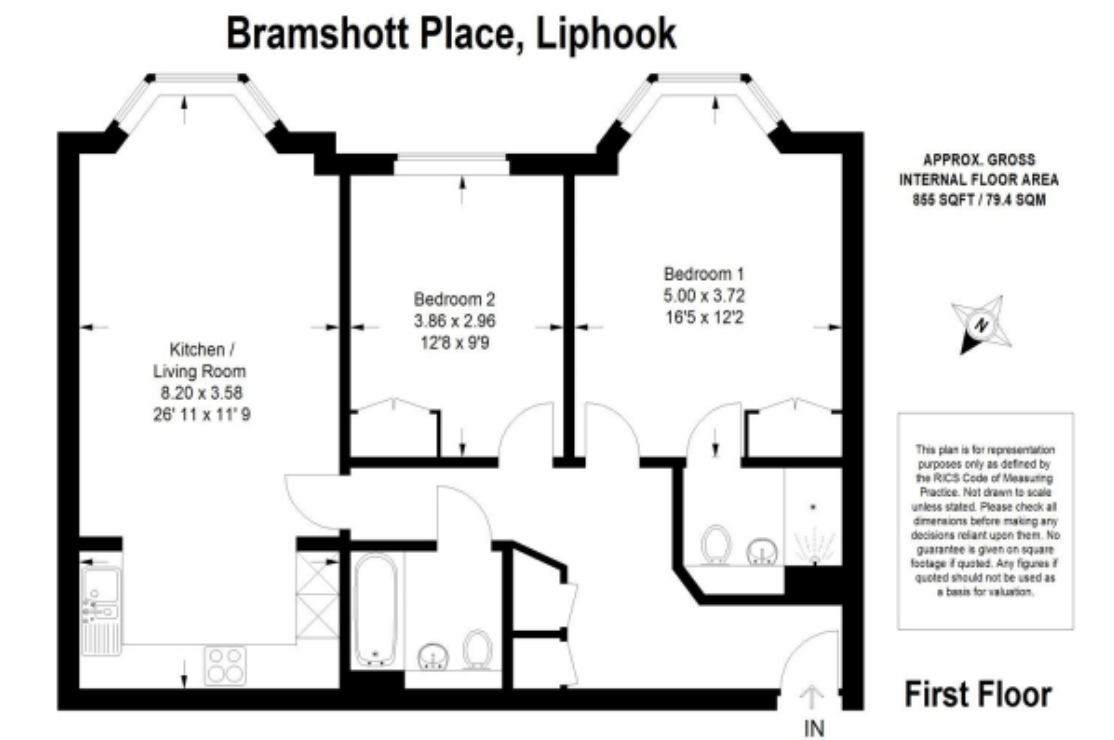 Bramshott Place, Liphook
APPROX. GROSS
INTERNAL FLOOR AREA
855 SQFT / 79.4 SQM
Bedroom 1
5.00 x 3.72
16'5 x 12'2
Bedroom 2
3.86 x 2.96
12'8 x 9'9
Kitchen /
Living Room
8.20 x 3.58
26' 11 x 11' 9
N
This plan is for representation
purposes only as defined by
the RICS Code of Measuring
Practice. Not drawn to scale
unless stated. Please check all
dimensions before making any
decisions reliant upon them. No
guarantee is given on square
footage if quoted. Any figures if
quoted should not be used as
a basis for valuation.
First Floor
IN